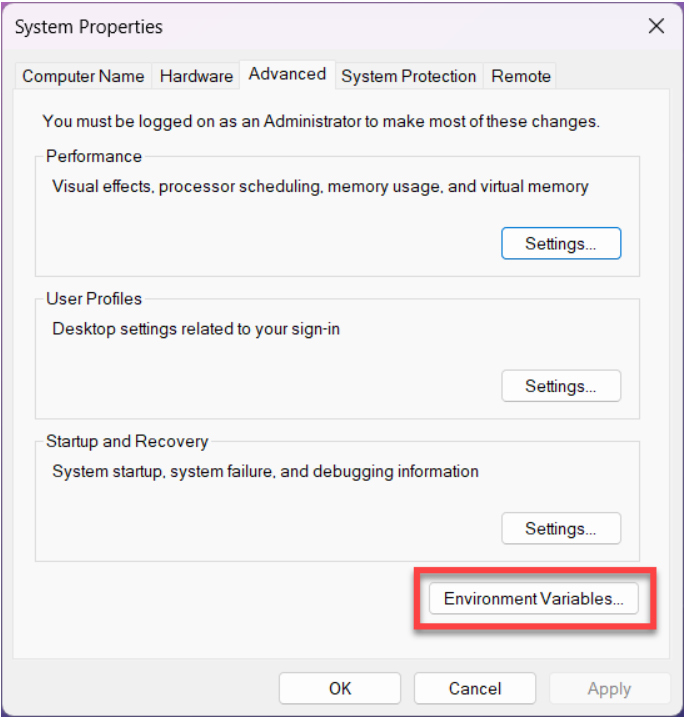 System Properties
Computer Name Hardware Advanced System Protection Remote
You must be logged on as an Administrator to make most of these changes.
Performance
Visual effects, processor scheduling, memory usage, and virtual memory
Settings...
User Profiles
Desktop settings related to your sign-in
Settings...
Startup and Recovery
System startup, system failure, and debugging information
Settings...
Environment Variables...
OK Cancel Apply